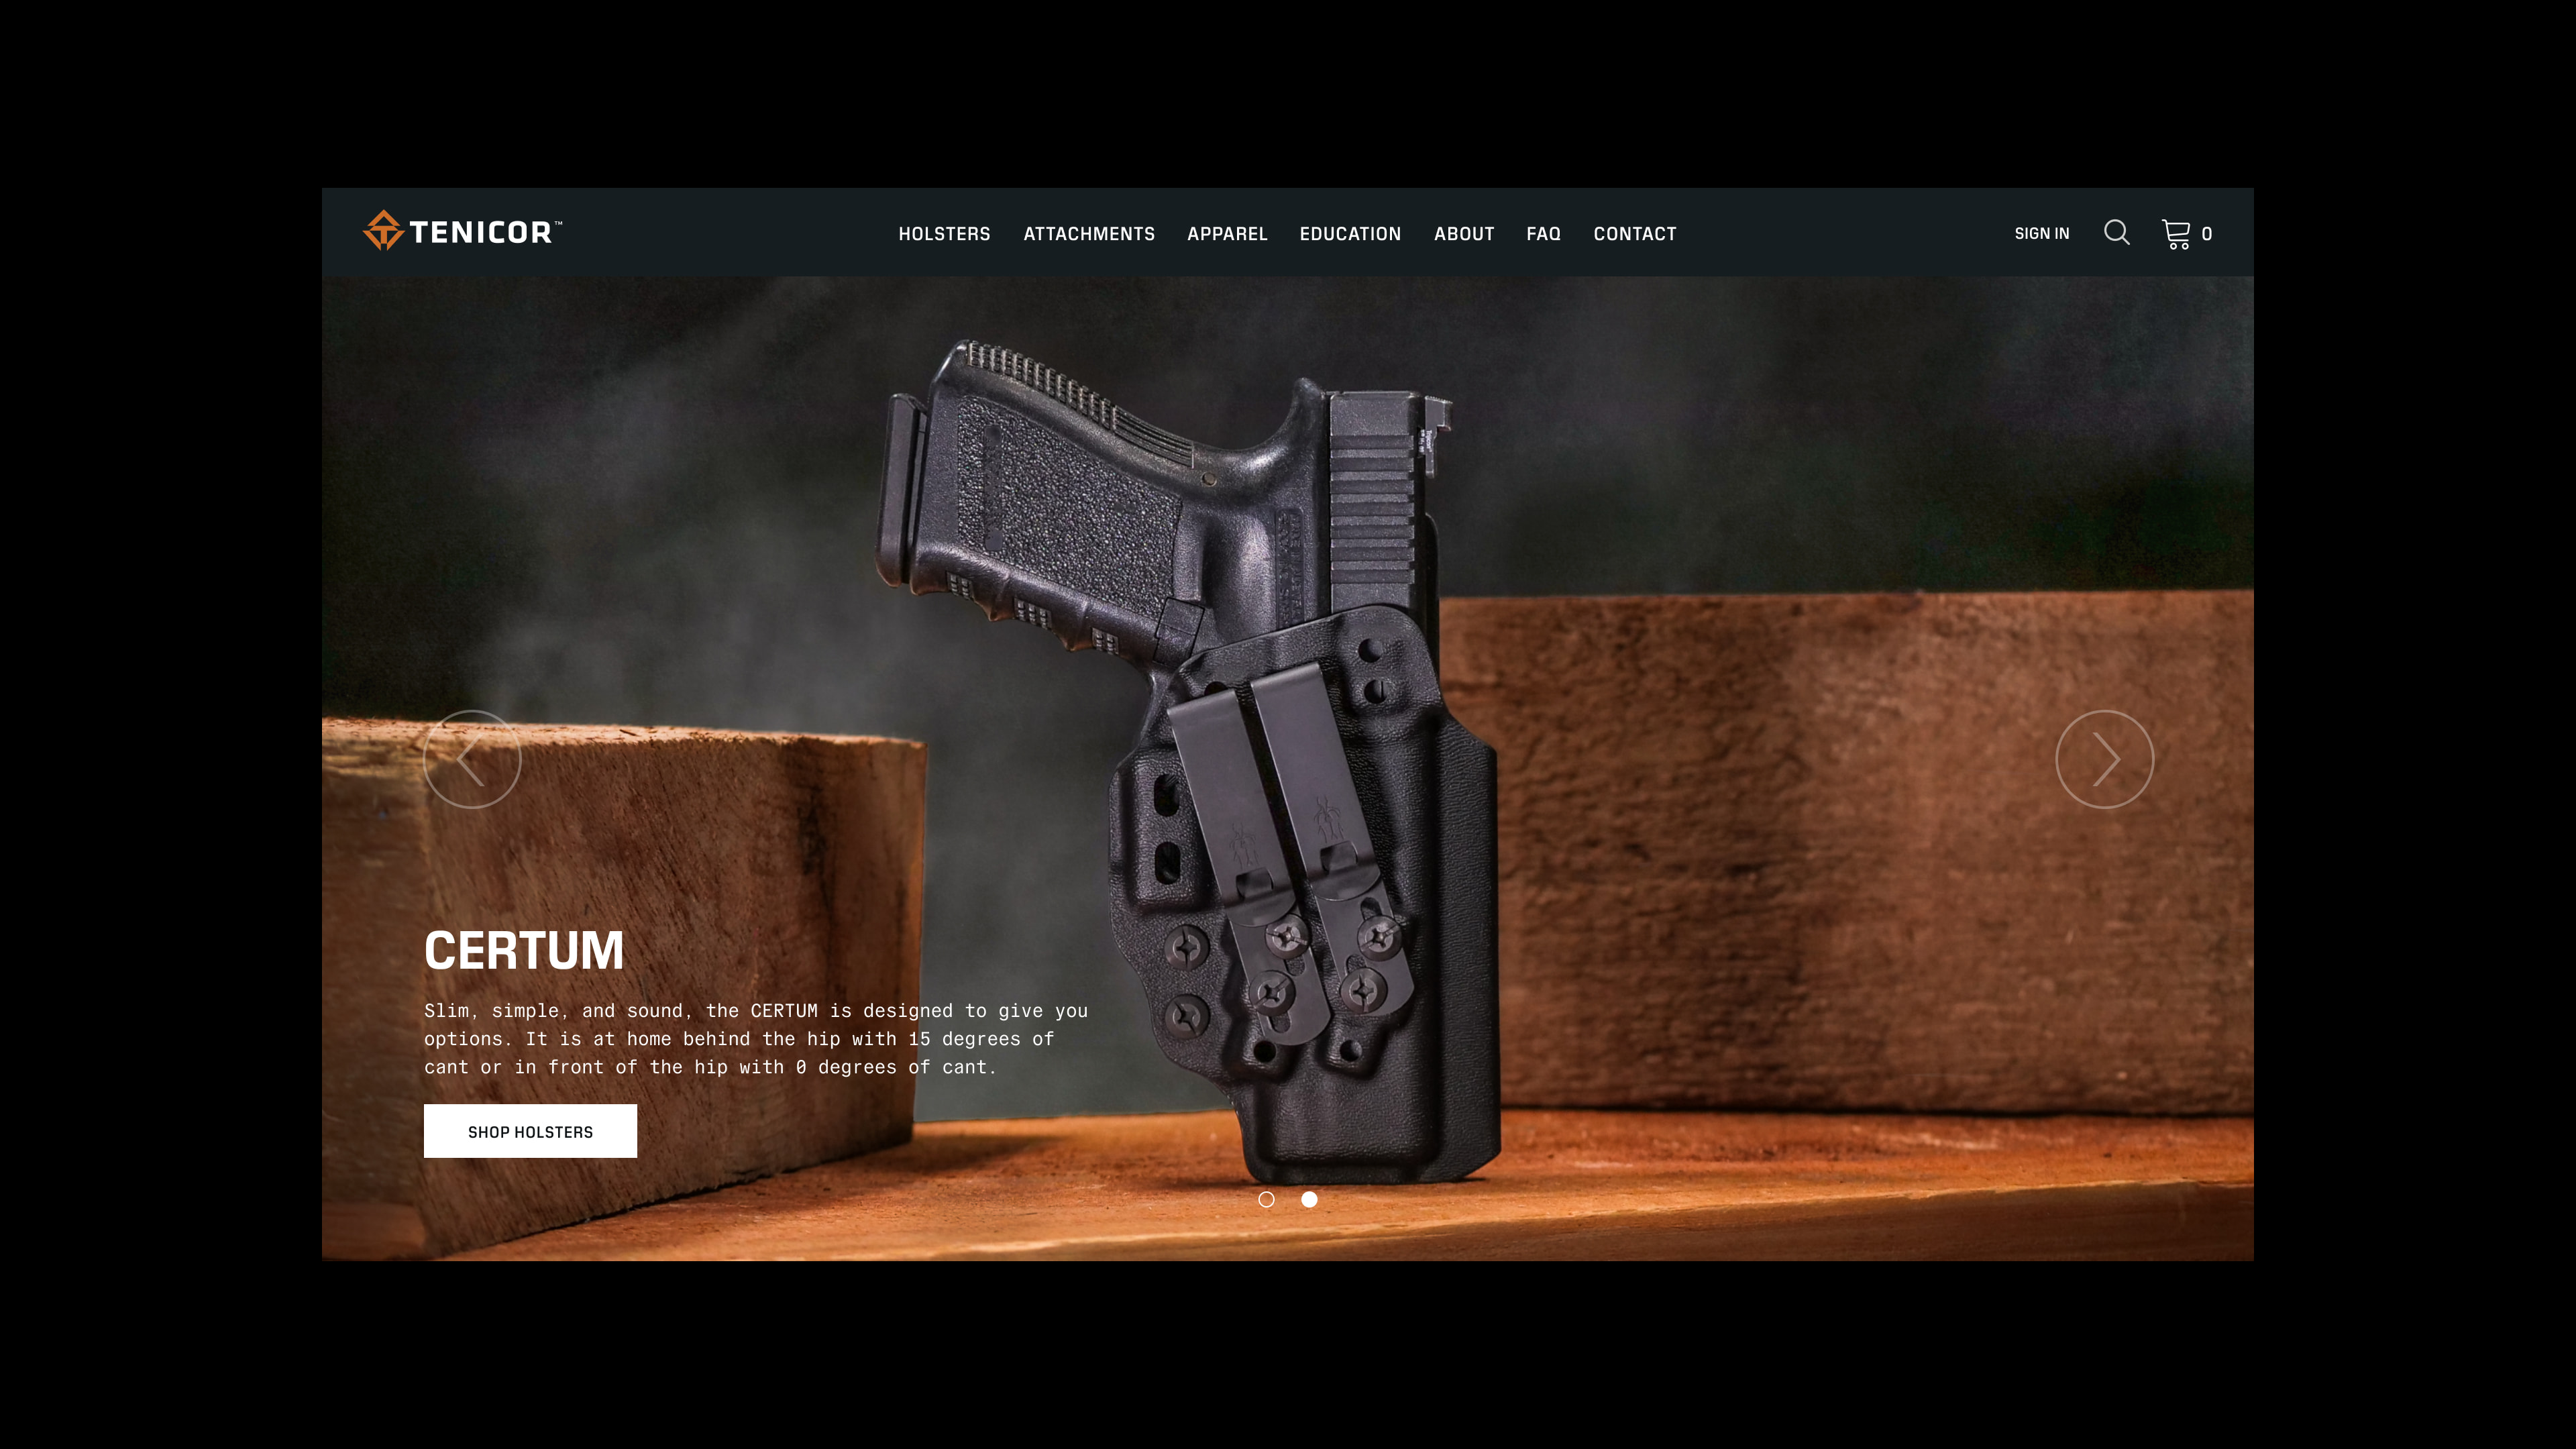 TENICOR™
HOLSTERS ATTACHMENTS APPAREL EDUCATION ABOUT FAQ CONTACT
SIGN IN
0
CERTUM
Slim, simple, and sound, the CERTUM is designed to give you
options. It is at home behind the hip with 15 degrees of
cant or in front of the hip with 0 degrees of cant.
SHOP HOLSTERS